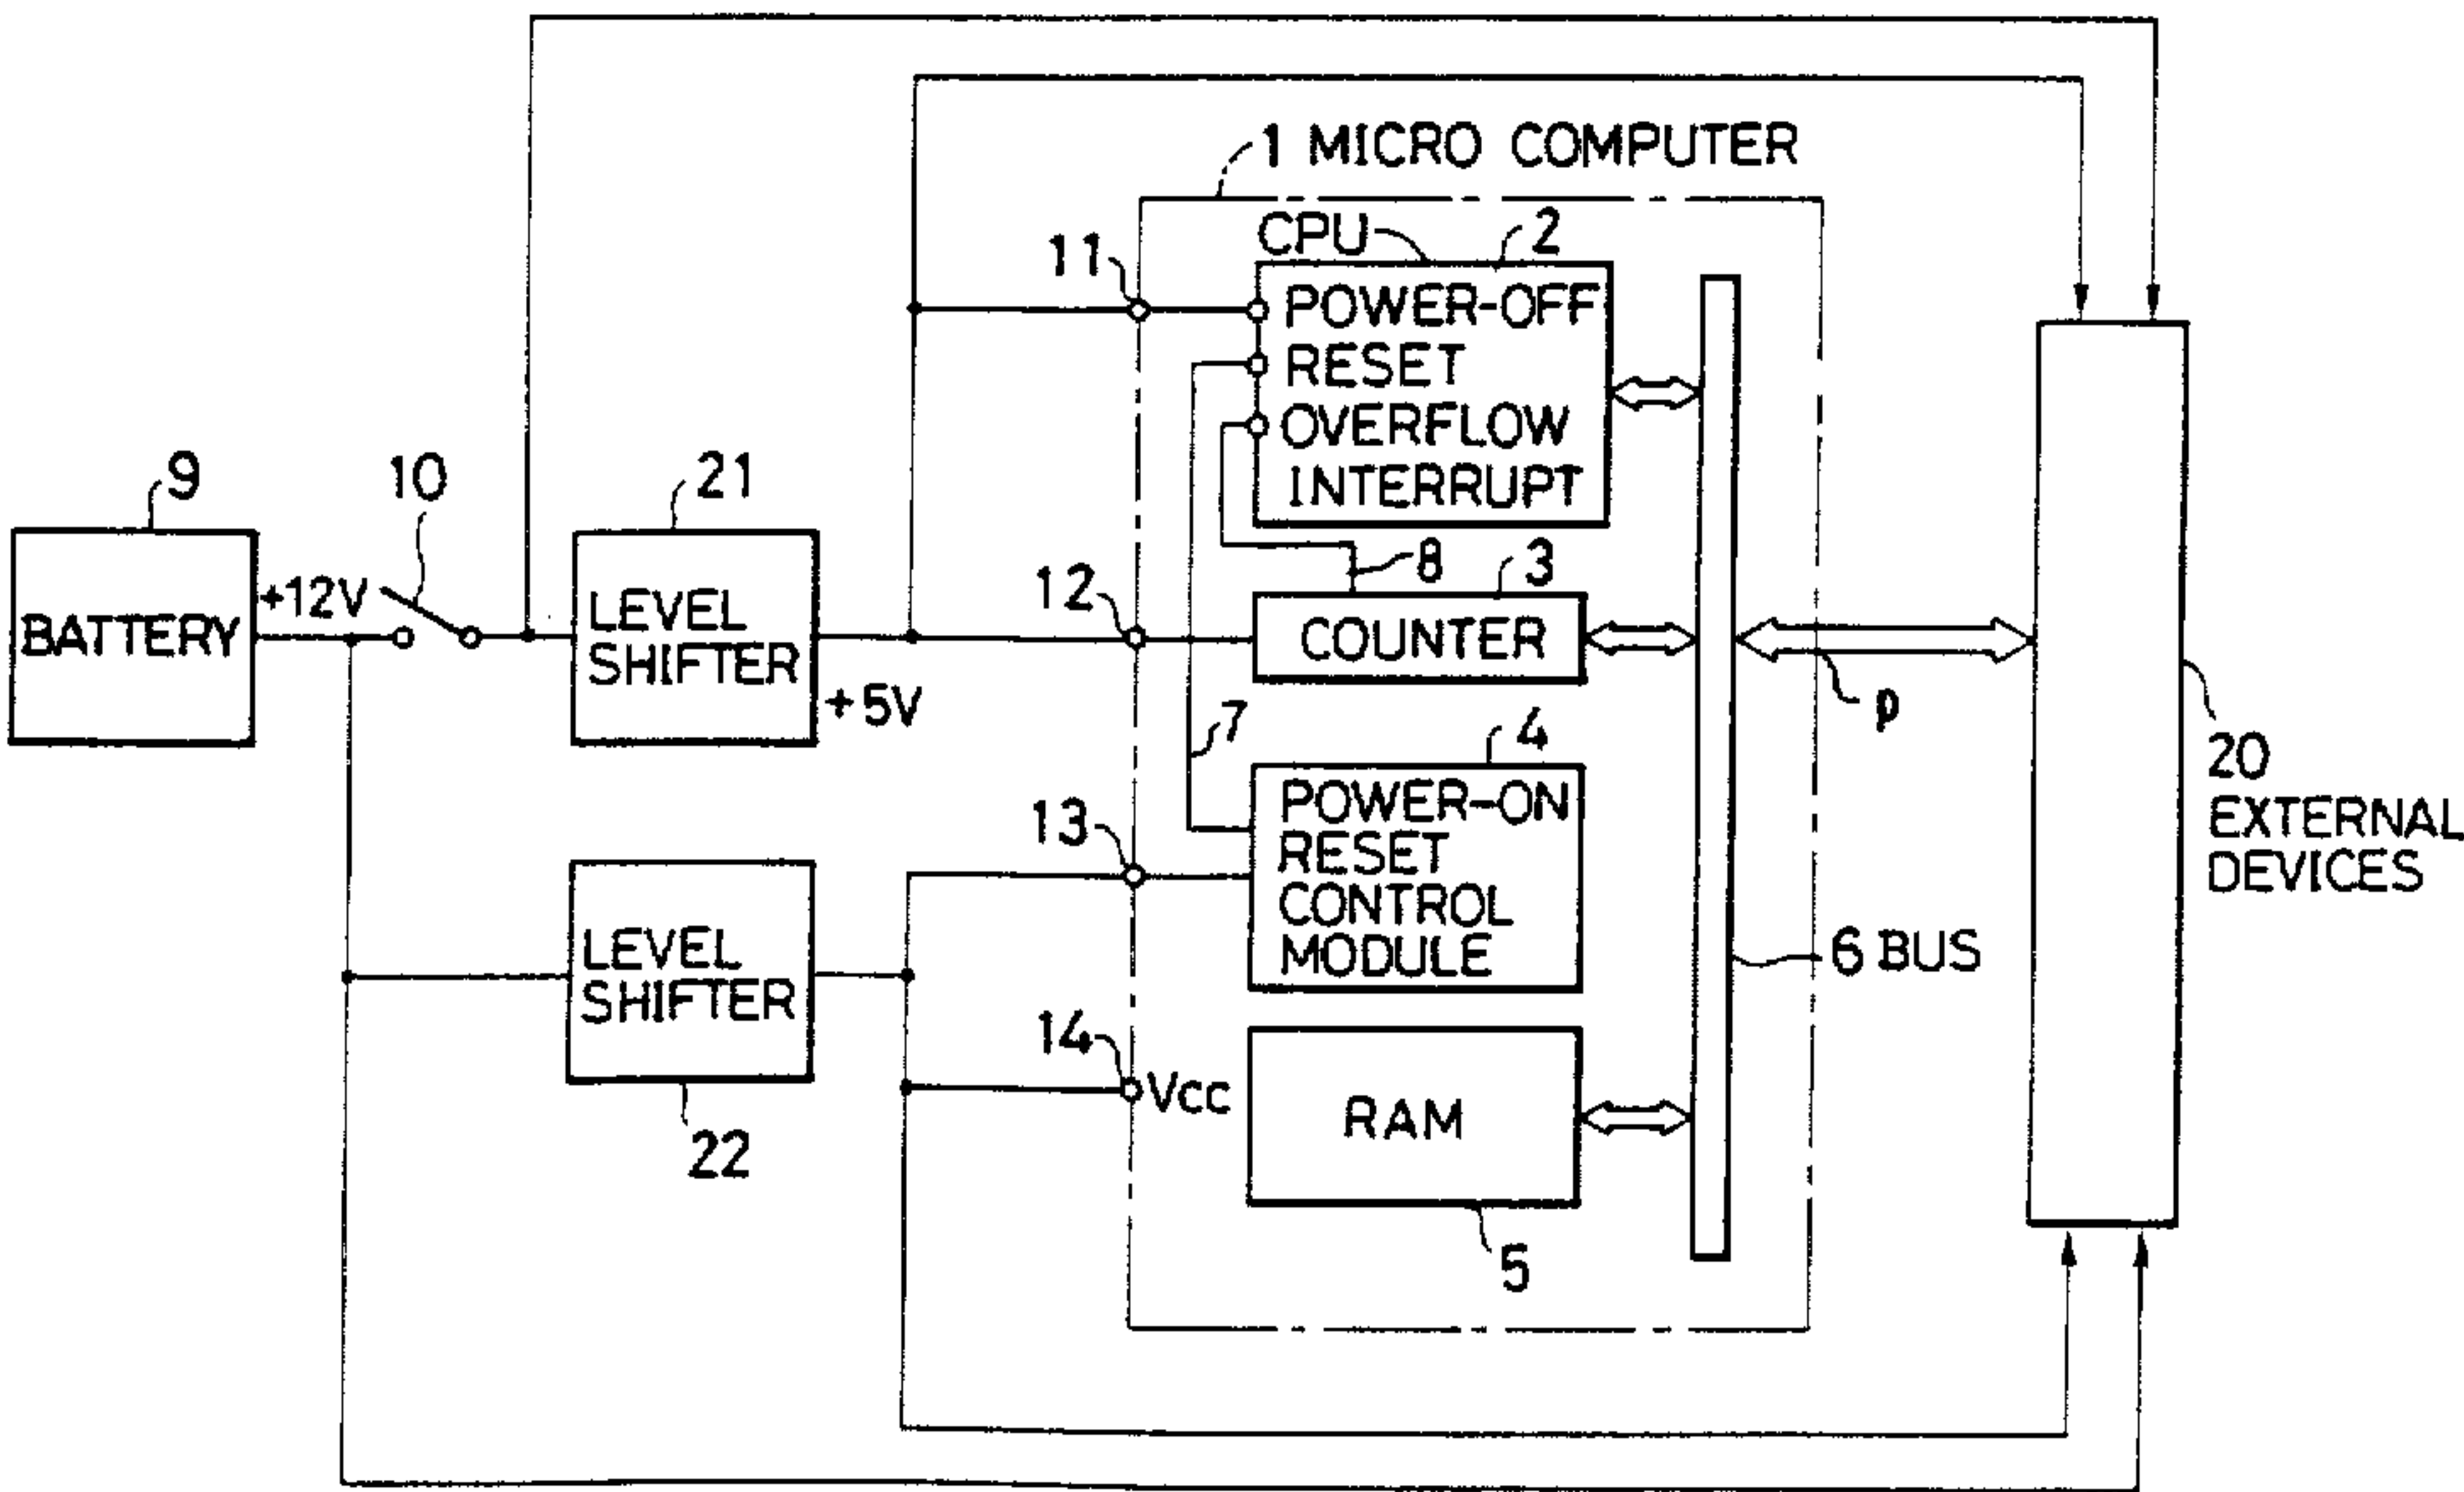 1 MICRO COMPUTER
CPU
2
11
POWER-OFF
RESET
OVERFLOW
INTERRUPT
9
10
21
8
3
12
+12V
BATTERY
LEVEL
SHIFTER
COUNTER
+5V
7
4
p
20
EXTERNAL
DEVICES
13
POWER-ON
RESET
CONTROL
MODULE
LEVEL
SHIFTER
6 BUS
14
Vcc
RAM
22
5